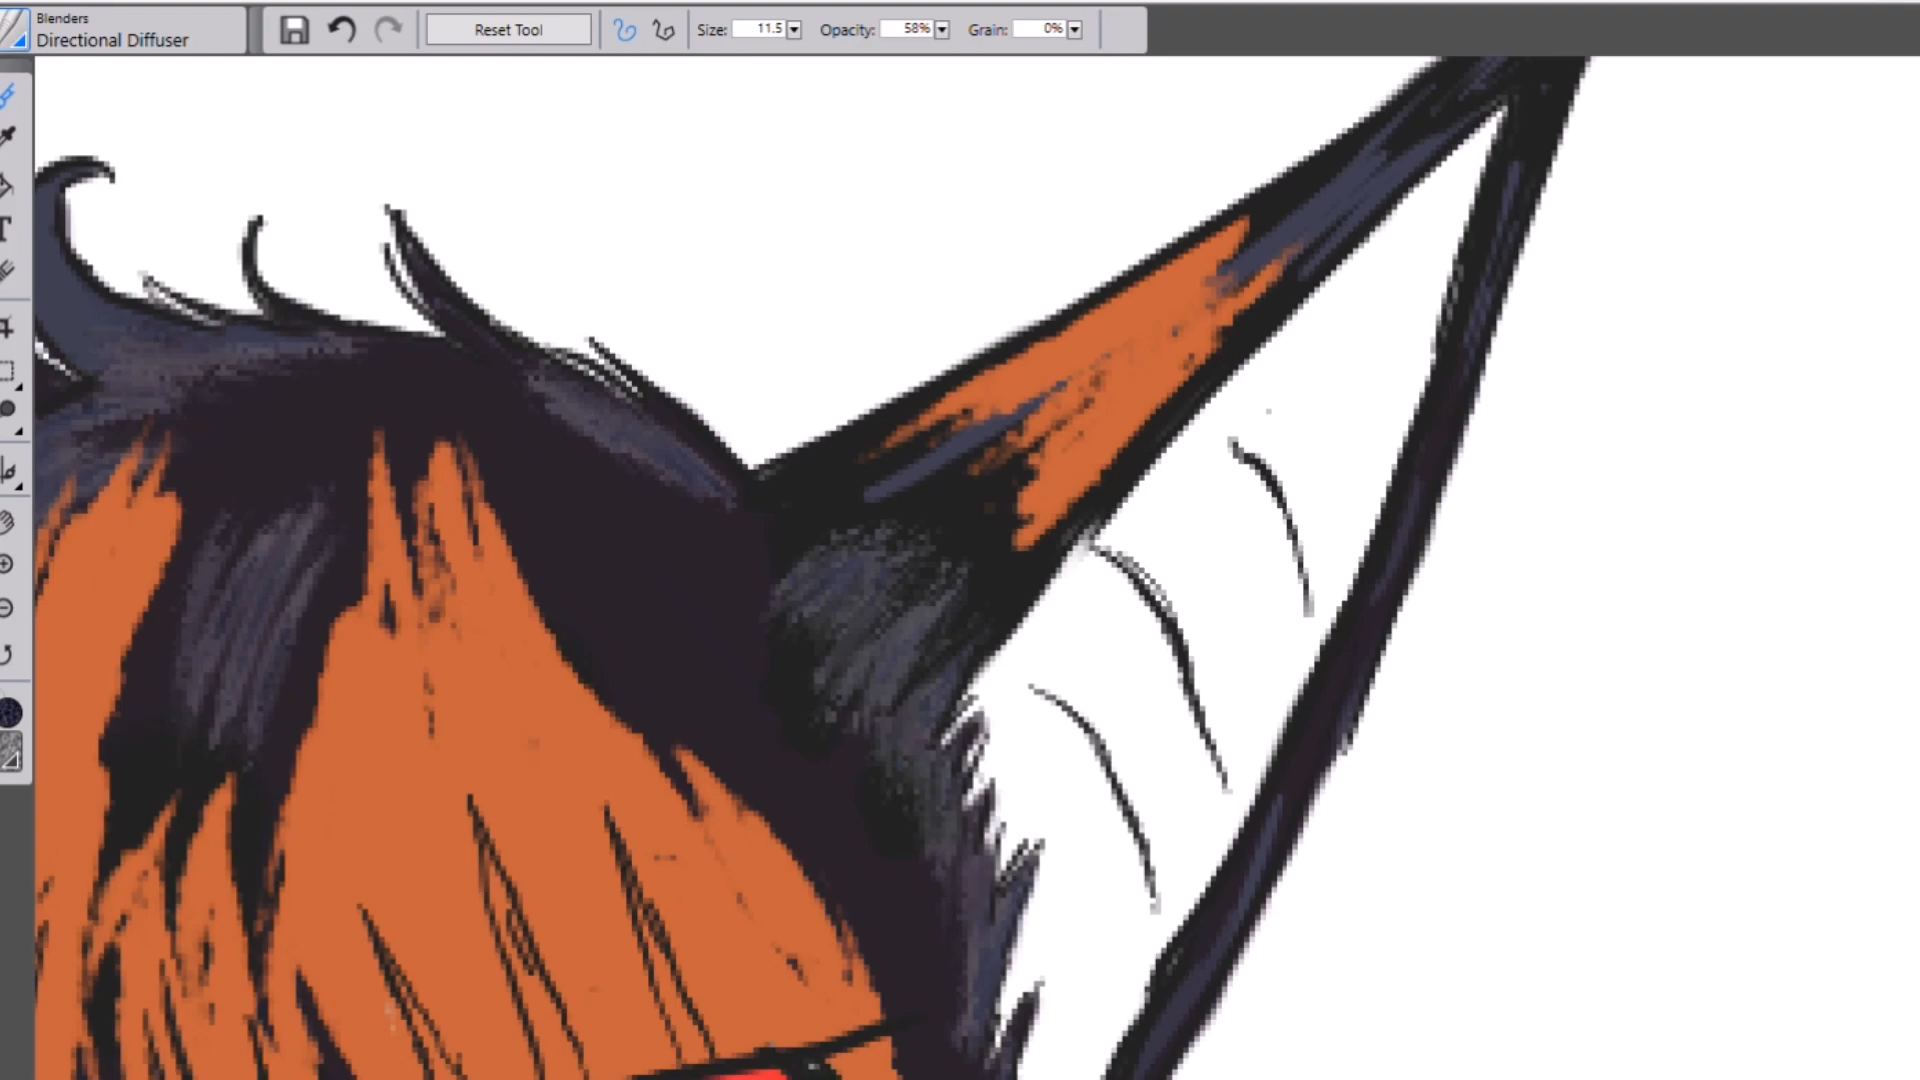 Blenders
Directional Diffuser
Reset Tool
Size: 11.5
Opacity: 58%
Grain: 0%
T